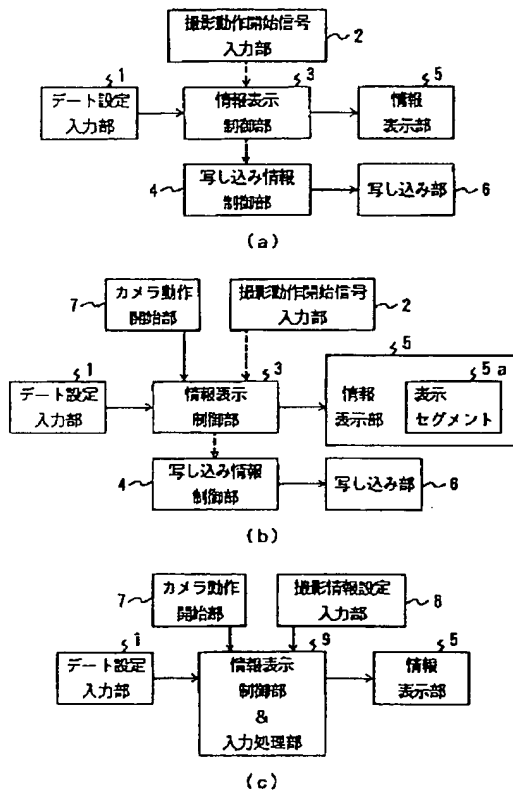 撮影動作開始信号
入力部
2
1
デート設定
入力部
3
情報表示
制御部
5
情報
表示部
4
写し込み情報
制御部
写し込み部
6
(a)
7
カメラ動作
開始部
撮影動作開始信号
入力部
2
1
デート設定
入力部
3
情報表示
制御部
5
情報
表示部
5a
表示
セグメント
4
写し込み情報
制御部
写し込み部
6
(b)
7
カメラ動作
開始部
撮影情報設定
入力部
8
1
デート設定
入力部
9
情報表示
制御部
&
入力処理部
5
情報
表示部
(c)